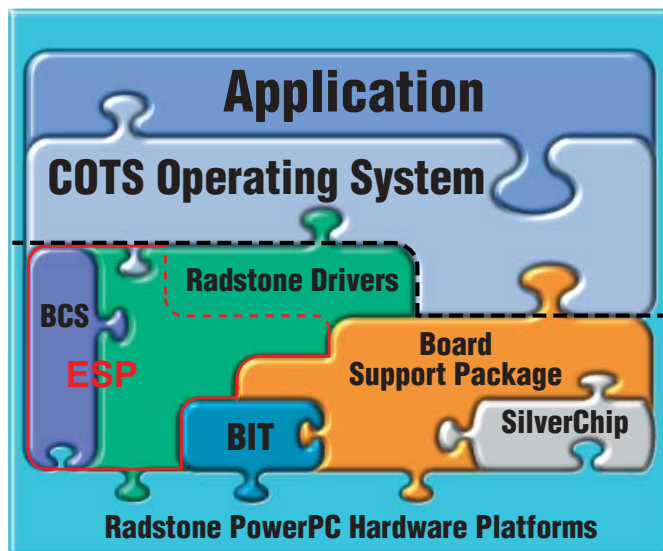 Application
COTS Operating System
Radstone Drivers
BCS
ESP
Board
Support Package
BIT
SilverChip
Radstone PowerPC Hardware Platforms